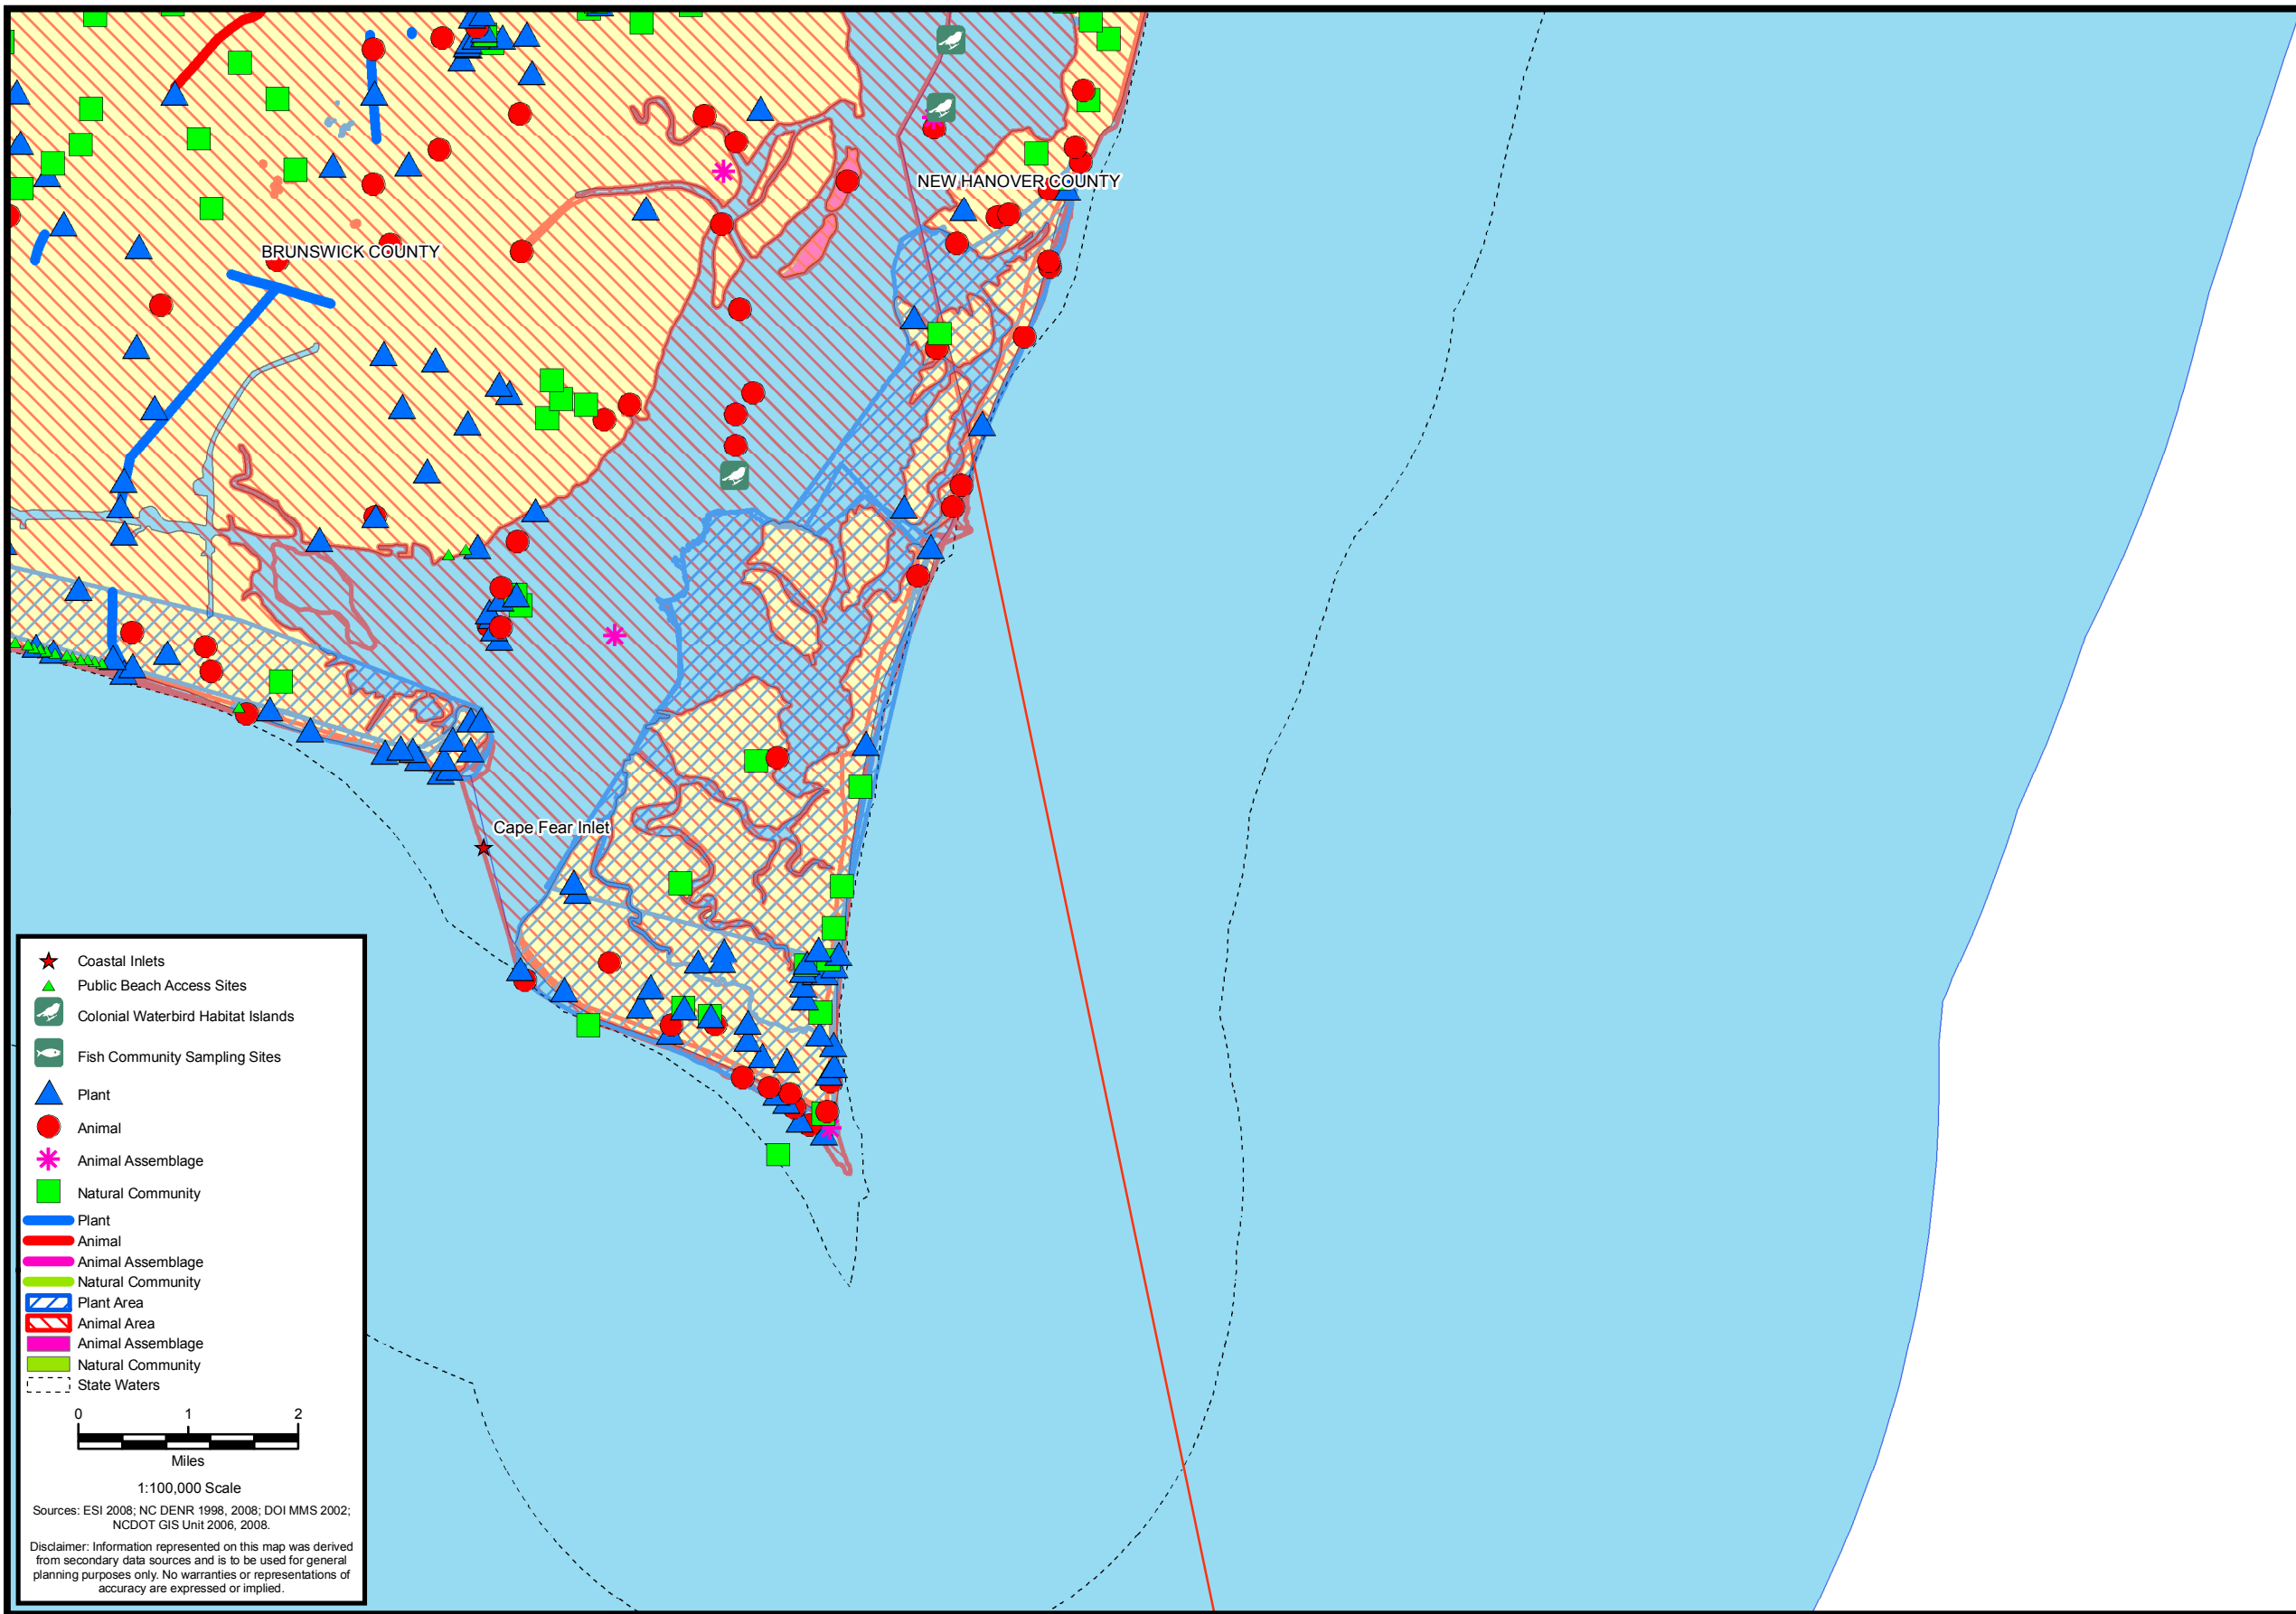 NEW HANOVER COUNTY
BRUNSWICK COUNTY
Cape Fear Inlet
Coastal Inlets
Public Beach Access Sites
Colonial Waterbird Habitat Islands
Fish Community Sampling Sites
Plant
Animal
Animal Assemblage
Natural Community
Plant
Animal
Animal Assemblage
Natural Community
Plant Area
Animal Area
Animal Assemblage
Natural Community
State Waters
0 1 2
Miles
1:100,000 Scale
Sources: ESI 2008; NC DENR 1998, 2008; DOI MMS 2002;
NCDOT GIS Unit 2006, 2008.
Disclaimer: Information represented on this map was derived
from secondary data sources and is to be used for general
planning purposes only. No warranties or representations of
accuracy are expressed or implied.